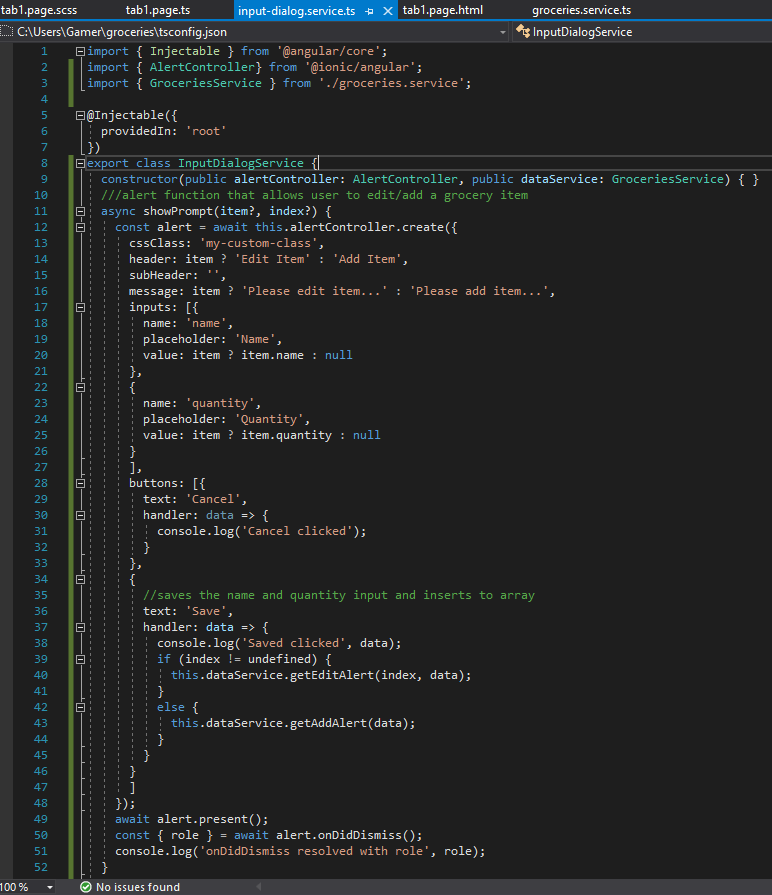 tab1.page.scss tab1.page.ts input-dialog.service.ts tab1.page.html groceries.service.ts
C:\Users\Gamer\groceries\tsconfig.json InputDialogService
1 import { Injectable } from '@angular/core';
2 import { AlertController} from '@ionic/angular';
3 import { GroceriesService } from './groceries.service';
4
5 @Injectable({
6 providedIn: 'root'
7 })
8 export class InputDialogService {
9 constructor(public alertController: AlertController, public dataService: GroceriesService) { }
10 ///alert function that allows user to edit/add a grocery item
11 async showPrompt(item?, index?) {
12 const alert = await this.alertController.create({
13 cssClass: 'my-custom-class',
14 header: item ? 'Edit Item' : 'Add Item',
15 subHeader: '',
16 message: item ? 'Please edit item...' : 'Please add item...',
17 inputs: [{
18 name: 'name',
19 placeholder: 'Name',
20 value: item ? item.name : null
21 },
22 {
23 name: 'quantity',
24 placeholder: 'Quantity',
25 value: item ? item.quantity : null
26 }
27 ],
28 buttons: [{
29 text: 'Cancel',
30 handler: data => {
31 console.log('Cancel clicked');
32 }
33 },
34 {
35 //saves the name and quantity input and inserts to array
36 text: 'Save',
37 handler: data => {
38 console.log('Saved clicked', data);
39 if (index != undefined) {
40 this.dataService.getEditAlert(index, data);
41 }
42 else {
43 this.dataService.getAddAlert(data);
44 }
45 }
46 }
47 ]
48 });
49 await alert.present();
50 const { role } = await alert.onDidDismiss();
51 console.log('onDidDismiss resolved with role', role);
52 }
100 % No issues found